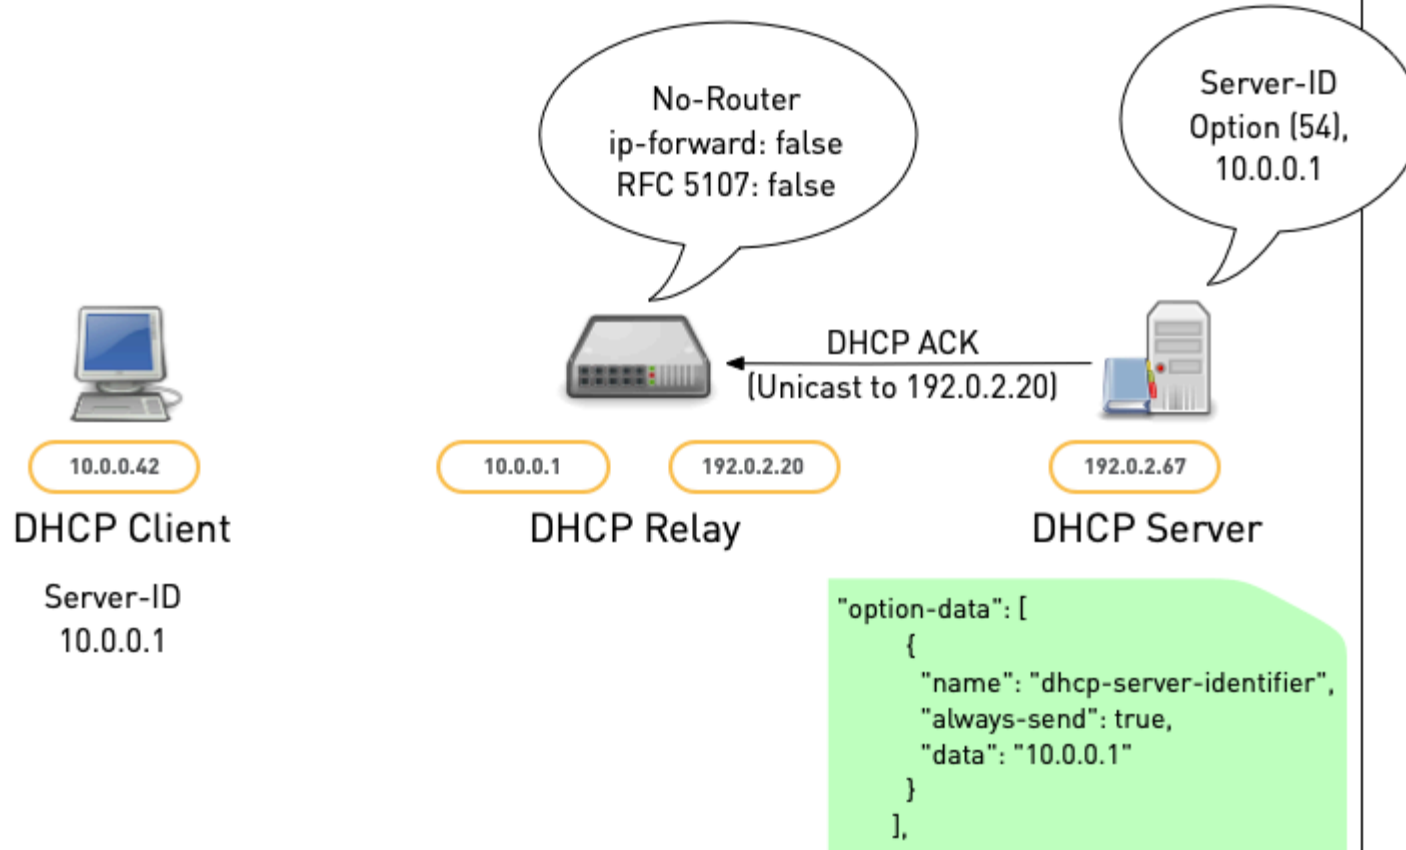 No-Router
ip-forward: false
RFC 5107: false
Server-ID
Option (54),
10.0.0.1
DHCP ACK
(Unicast to 192.0.2.20)
10.0.0.42
10.0.0.1
192.0.2.20
192.0.2.67
DHCP Client
DHCP Relay
DHCP Server
Server-ID
10.0.0.1
"option-data": [
{
"name": "dhcp-server-identifier",
"always-send": true,
"data": "10.0.0.1"
}
],